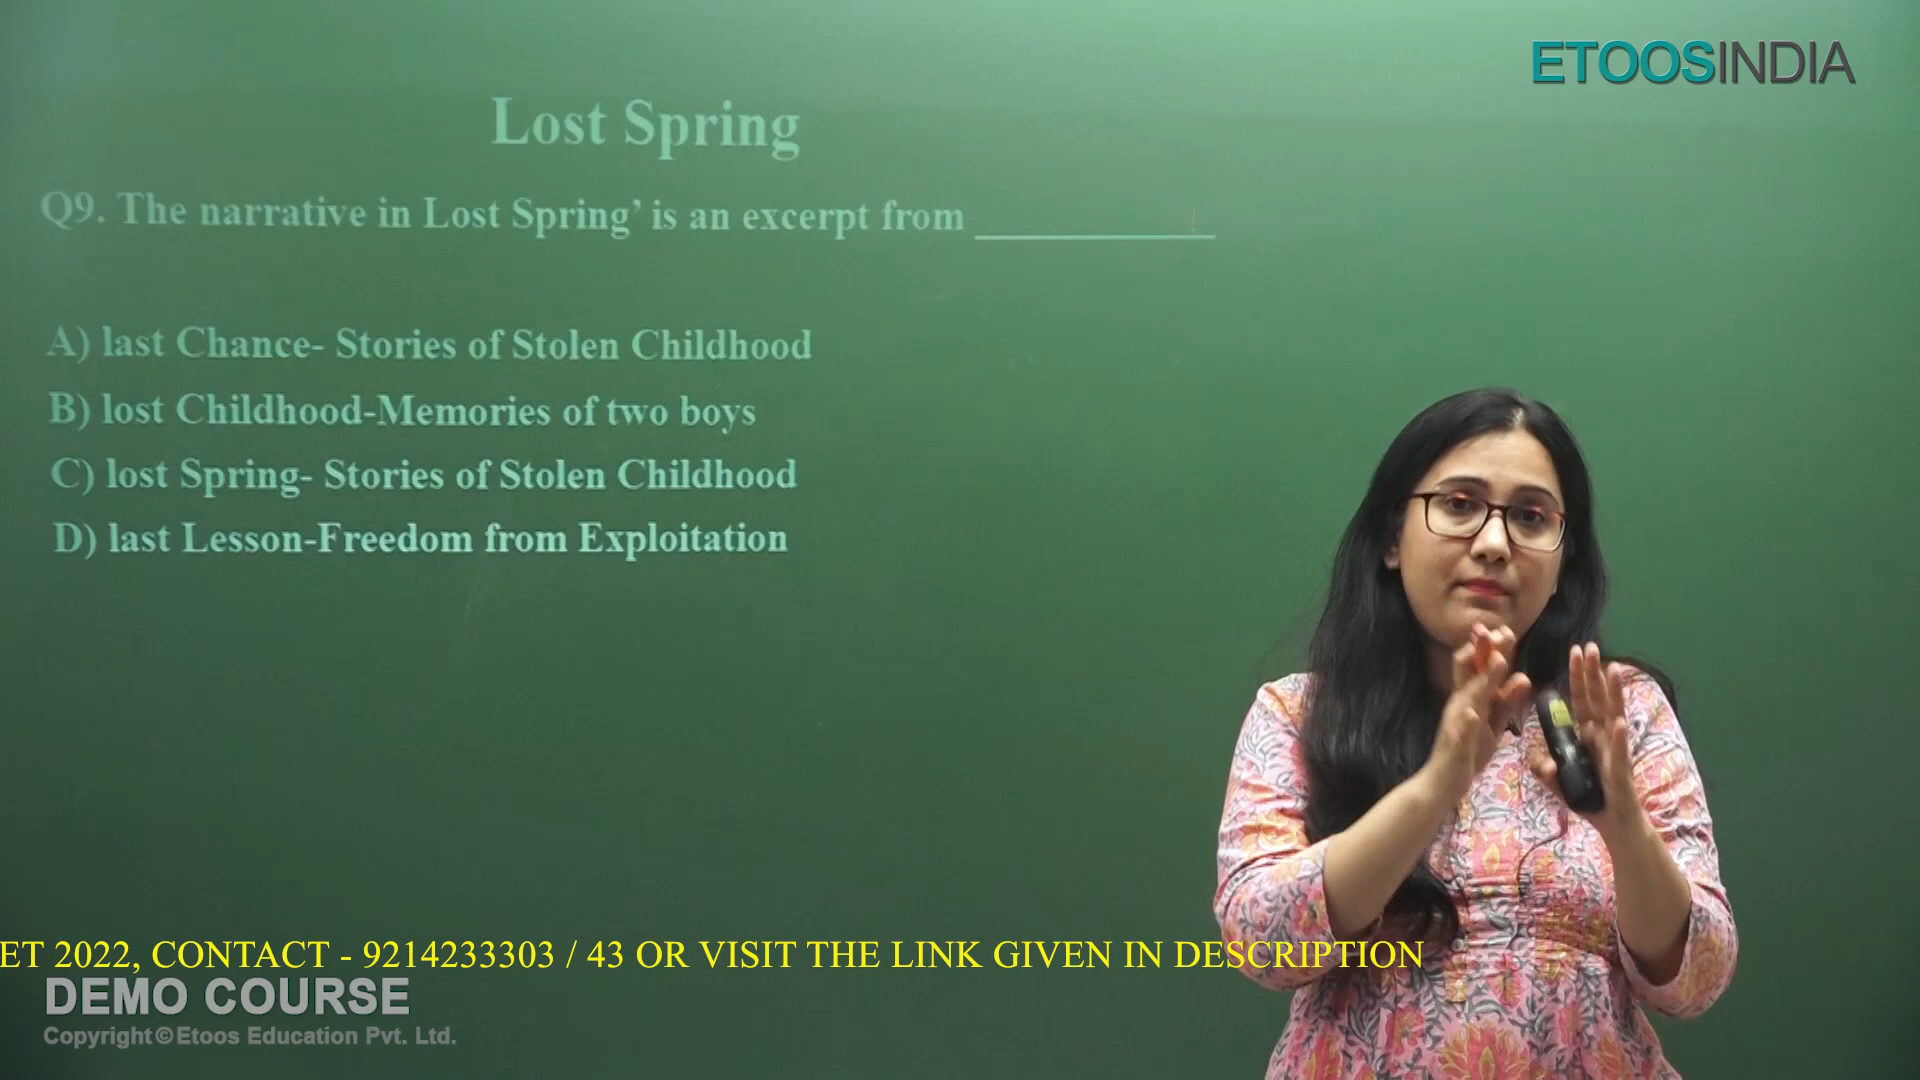 ETOOSINDIA
Lost Spring
Q9. The narrative in Lost Spring’ is an excerpt from ____________
A) last Chance- Stories of Stolen Childhood
B) lost Childhood-Memories of two boys
C) lost Spring- Stories of Stolen Childhood
D) last Lesson-Freedom from Exploitation
ET 2022, CONTACT - 9214233303 / 43 OR VISIT THE LINK GIVEN IN DESCRIPTION
DEMO COURSE
Copyright © Etoos Education Pvt. Ltd.